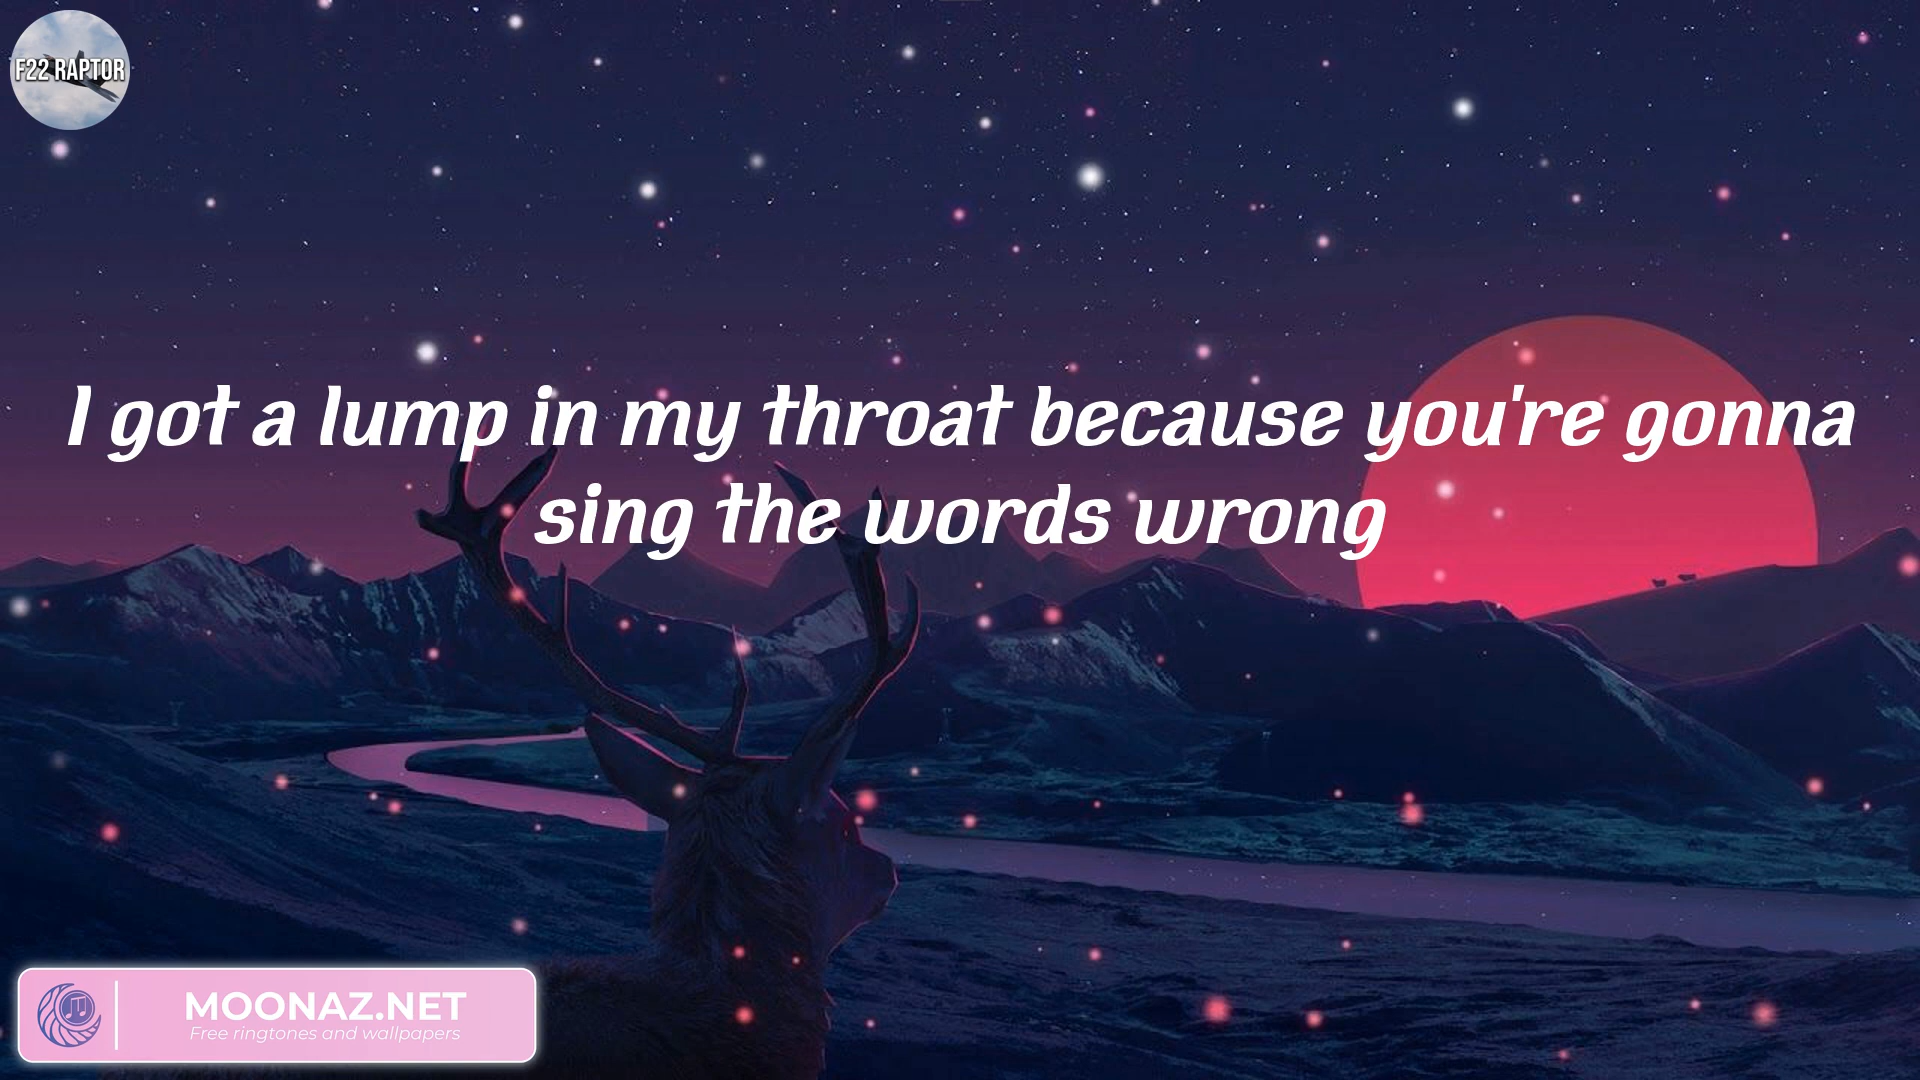 F22 RAPTOR
I got a lump in my throat because you're gonna
sing the words wrong
MOONAZ.NET
Free ringtones and wallpapers